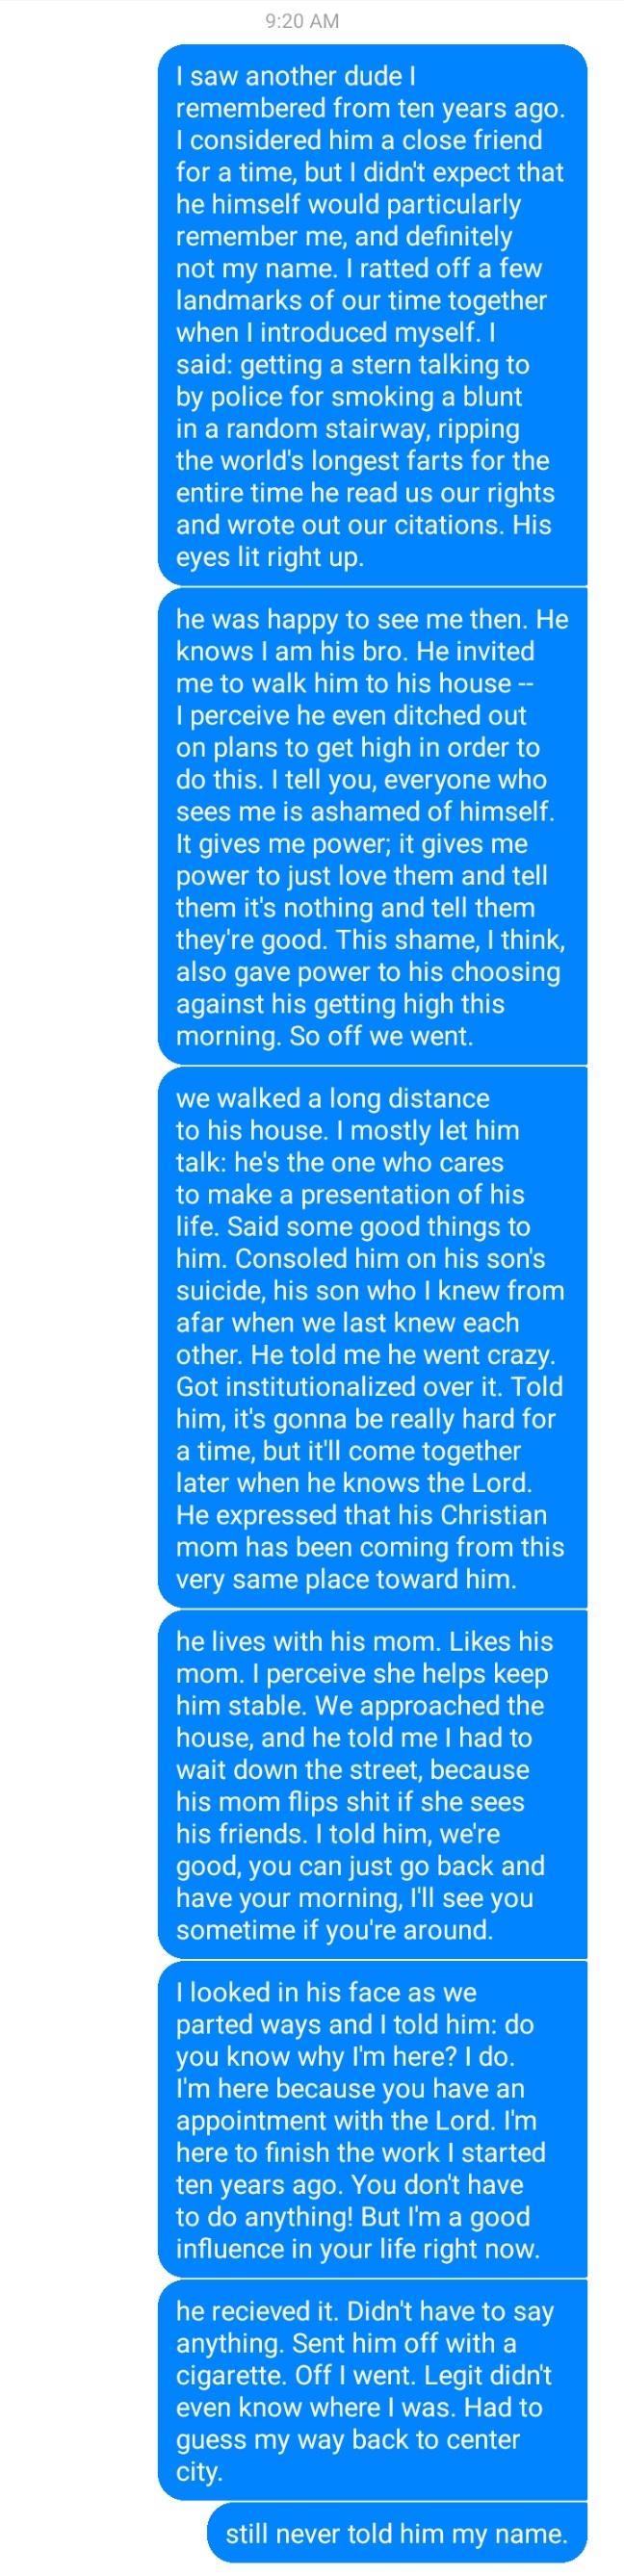 9:20 AM
I saw another dude I
remembered from ten years ago.
I considered him a close friend
for a time, but I didn't expect that
he himself would particularly
remember me, and definitely
not my name. I ratted off a few
landmarks of our time together
when I introduced myself. I
said: getting a stern talking to
by police for smoking a blunt
in a random stairway, ripping
the world's longest farts for the
entire time he read us our rights
and wrote out our citations. His
eyes lit right up.
he was happy to see me then. He
knows I am his bro. He invited
me to walk him to his house --
I perceive he even ditched out
on plans to get high in order to
do this. I tell you, everyone who
sees me is ashamed of himself.
It gives me power; it gives me
power to just love them and tell
them it's nothing and tell them
they're good. This shame, I think,
also gave power to his choosing
against his getting high this
morning. So off we went.
we walked a long distance
to his house. I mostly let him
talk: he's the one who cares
to make a presentation of his
life. Said some good things to
him. Consoled him on his son's
suicide, his son who I knew from
afar when we last knew each
other. He told me he went crazy.
Got institutionalized over it. Told
him, it's gonna be really hard for
a time, but it'll come together
later when he knows the Lord.
He expressed that his Christian
mom has been coming from this
very same place toward him.
he lives with his mom. Likes his
mom. I perceive she helps keep
him stable. We approached the
house, and he told me I had to
wait down the street, because
his mom flips shit if she sees
his friends. I told him, we're
good, you can just go back and
have your morning, I'll see you
sometime if you're around.
I looked in his face as we
parted ways and I told him: do
you know why I'm here? I do.
I'm here because you have an
appointment with the Lord. I'm
here to finish the work I started
ten years ago. You don't have
to do anything! But I'm a good
influence in your life right now.
he recieved it. Didn't have to say
anything. Sent him off with a
cigarette. Off I went. Legit didn't
even know where I was. Had to
guess my way back to center
city.
still never told him my name.